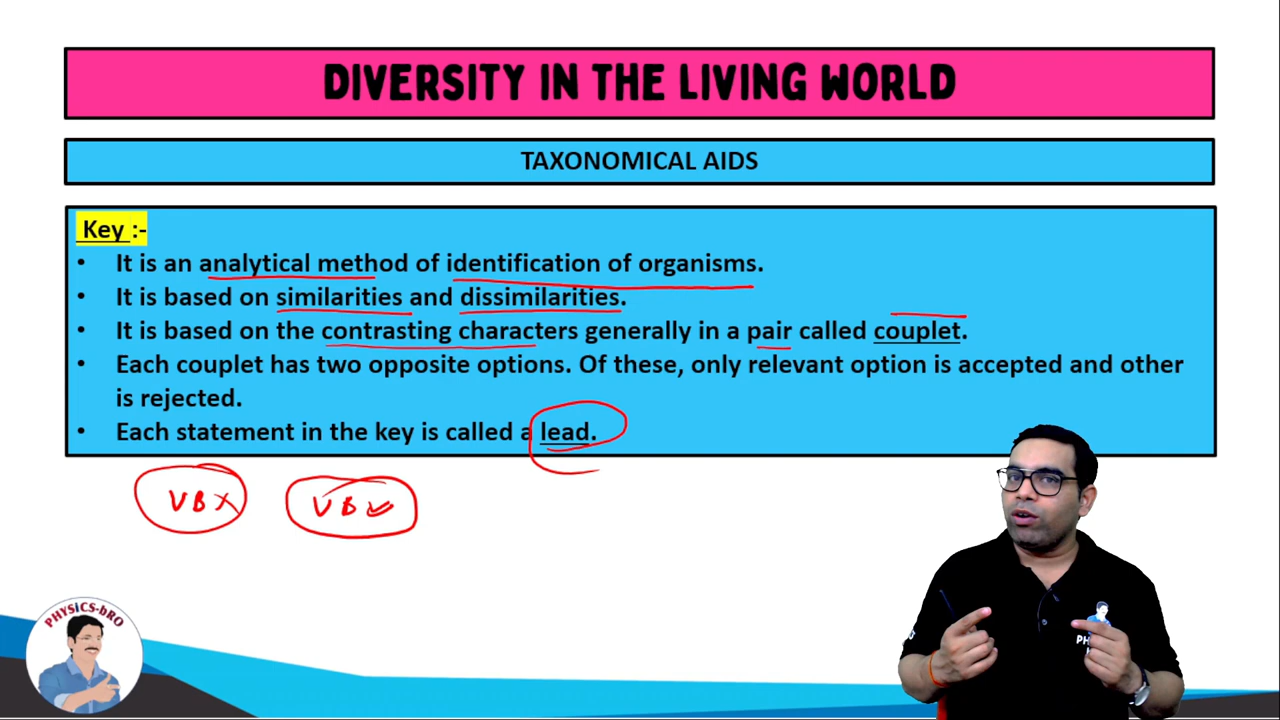 DIVERSITY IN THE LIVING WORLD
TAXONOMICAL AIDS
Key :-
• It is an analytical method of identification of organisms.
• It is based on similarities and dissimilarities.
• It is based on the contrasting characters generally in a pair called couplet.
• Each couplet has two opposite options. Of these, only relevant option is accepted and other
is rejected.
• Each statement in the key is called a lead.
VB✗ VB✓
PHYSICS-bRO
PH